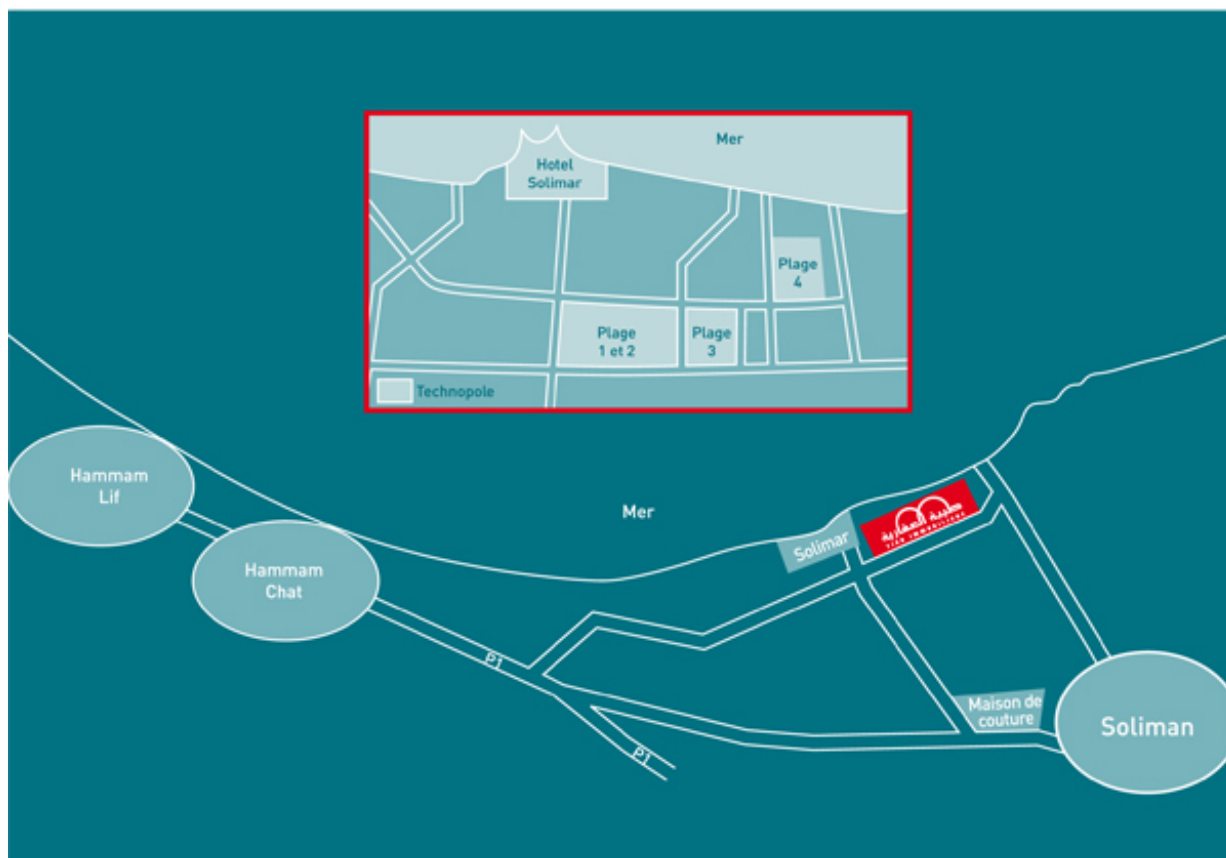 Mer
Hotel
Solimar
Plage
4
Plage
1 et 2
Plage
3
Technopole
Hammam
Lif
Mer
Solimar
Hammam
Chat
P1
P1
Maison de
couture
Soliman